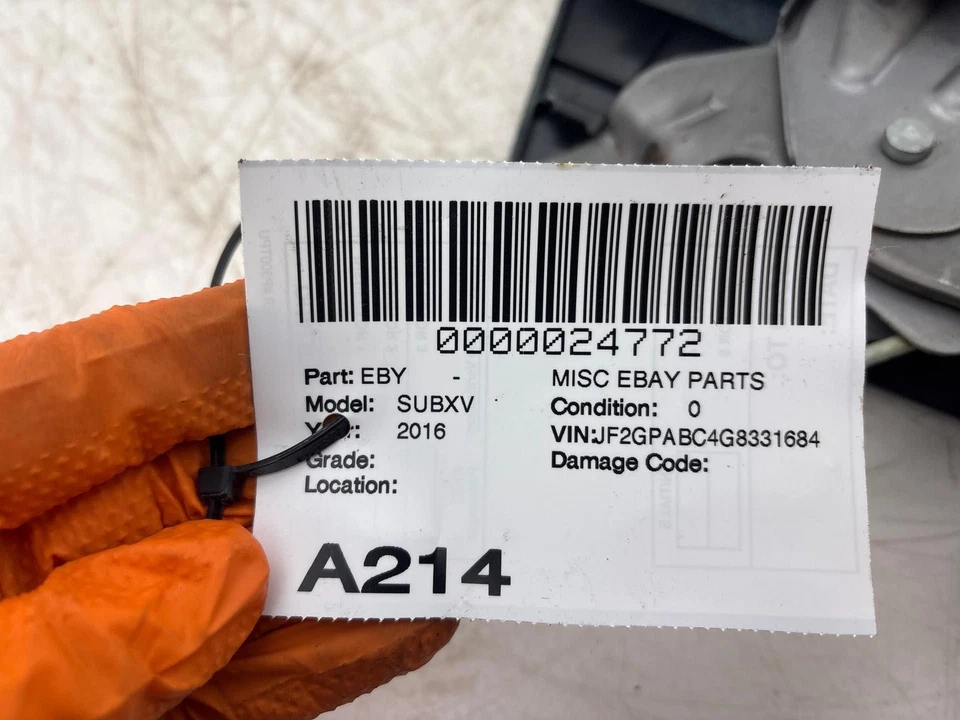 0000024772
Part: EBY - MISC EBAY PARTS
Model: SUBXV Condition: 0
2016 VIN:JF2GPABC4G8331684
Grade: Damage Code:
Location:
A214